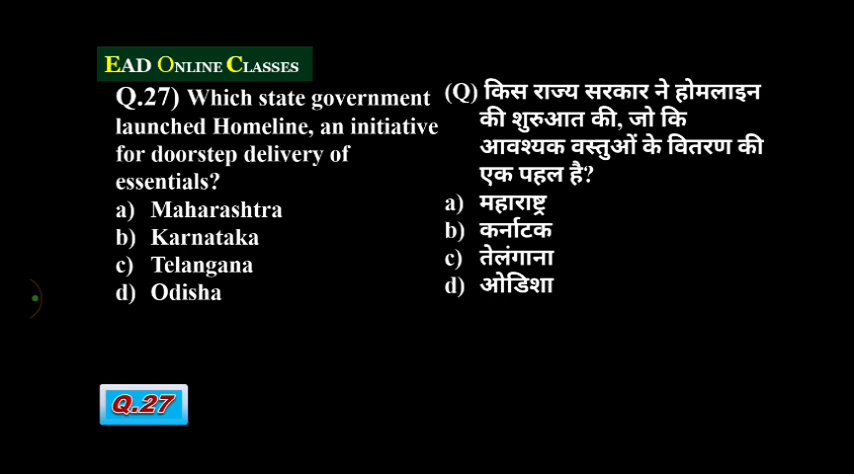 EAD ONLINE CLASSES
Q.27) Which state government
launched Homeline, an initiative
for doorstep delivery of
essentials?
a) Maharashtra
b) Karnataka
c) Telangana
d) Odisha
(Q) किस राज्य सरकार ने होमलाइन
की शुरुआत की, जो कि
आवश्यक वस्तुओं के वितरण की
एक पहल है?
a) महाराष्ट्र
b) कर्नाटक
c) तेलंगाना
d) ओडिशा
Q.27